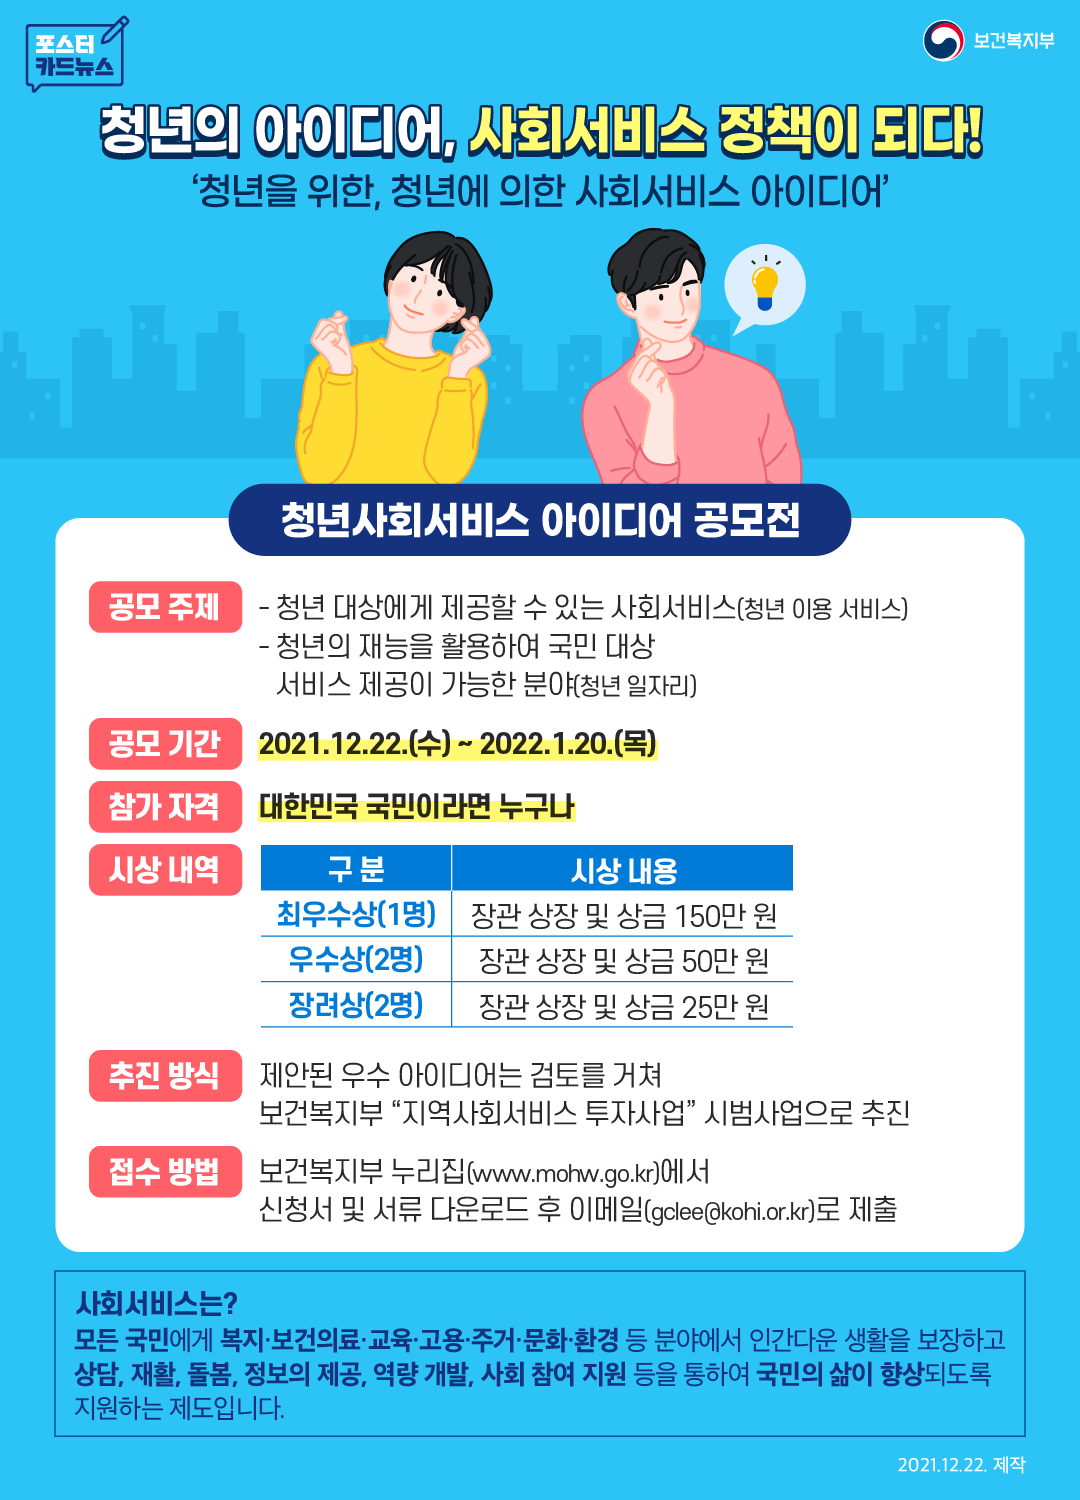 포스터
카드뉴스
보건복지부
청년의 아이디어, 사회서비스 정책이 되다!
‘청년을 위한, 청년에 의한 사회서비스 아이디어’
청년사회서비스 아이디어 공모전
공모 주제
- 청년 대상에게 제공할 수 있는 사회서비스(청년 이용 서비스)
- 청년의 재능을 활용하여 국민 대상
서비스 제공이 가능한 분야(청년 일자리)
공모 기간
2021.12.22.(수) ~ 2022.1.20.(목)
참가 자격
대한민국 국민이라면 누구나
시상 내역
구 분 시상 내용
최우수상(1명) 장관 상장 및 상금 150만 원
우수상(2명) 장관 상장 및 상금 50만 원
장려상(2명) 장관 상장 및 상금 25만 원
추진 방식
제안된 우수 아이디어는 검토를 거쳐
보건복지부 “지역사회서비스 투자사업” 시범사업으로 추진
접수 방법
보건복지부 누리집(www.mohw.go.kr)에서
신청서 및 서류 다운로드 후 이메일(gclee@kohi.or.kr)로 제출
사회서비스는?
모든 국민에게 복지·보건의료·교육·고용·주거·문화·환경 등 분야에서 인간다운 생활을 보장하고
상담, 재활, 돌봄, 정보의 제공, 역량 개발, 사회 참여 지원 등을 통하여 국민의 삶이 향상되도록
지원하는 제도입니다.
2021.12.22. 제작